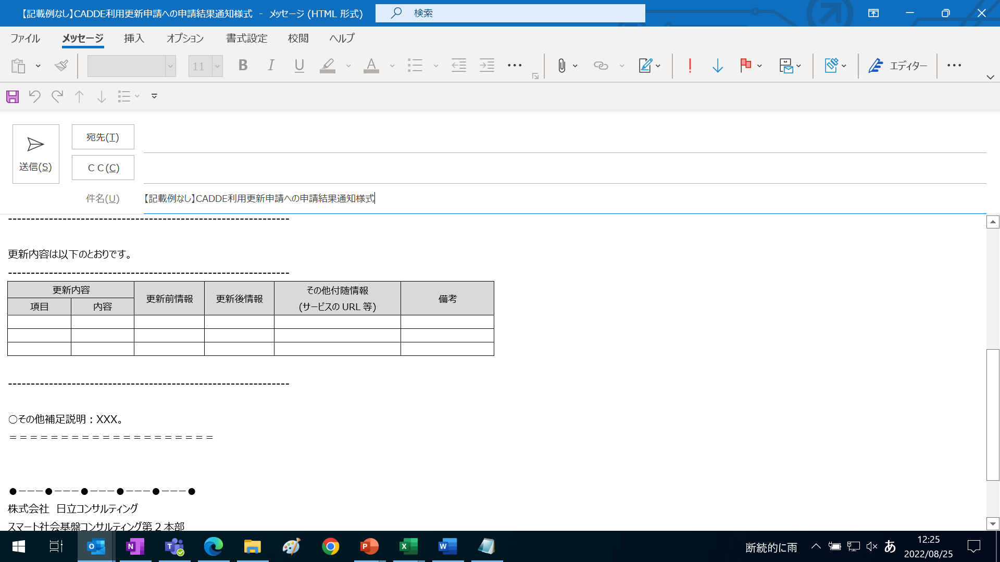 【記載例なし】CADDE利用更新申請への申請結果通知様式 - メッセージ (HTML 形式)
検索
ファイル メッセージ 挿入 オプション 書式設定 校閲 ヘルプ
11 B I U A エディター
送信(S)
宛先(T)
ＣＣ(C)
件名(U) 【記載例なし】CADDE利用更新申請への申請結果通知様式
------------------------------------------------------------
更新内容は以下のとおりです。
------------------------------------------------------------
更新内容 更新前情報 更新後情報 その他付随情報 (サービスの URL 等) 備考
項目 内容
------------------------------------------------------------
○その他補足説明：XXX。
＝＝＝＝＝＝＝＝＝＝＝＝＝＝＝＝＝＝＝＝
●－－－●－－－●－－－●－－－●－－－●
株式会社　日立コンサルティング
スマート社会基盤コンサルティング第 2 本部
断続的に雨 あ 12:25
2022/08/25